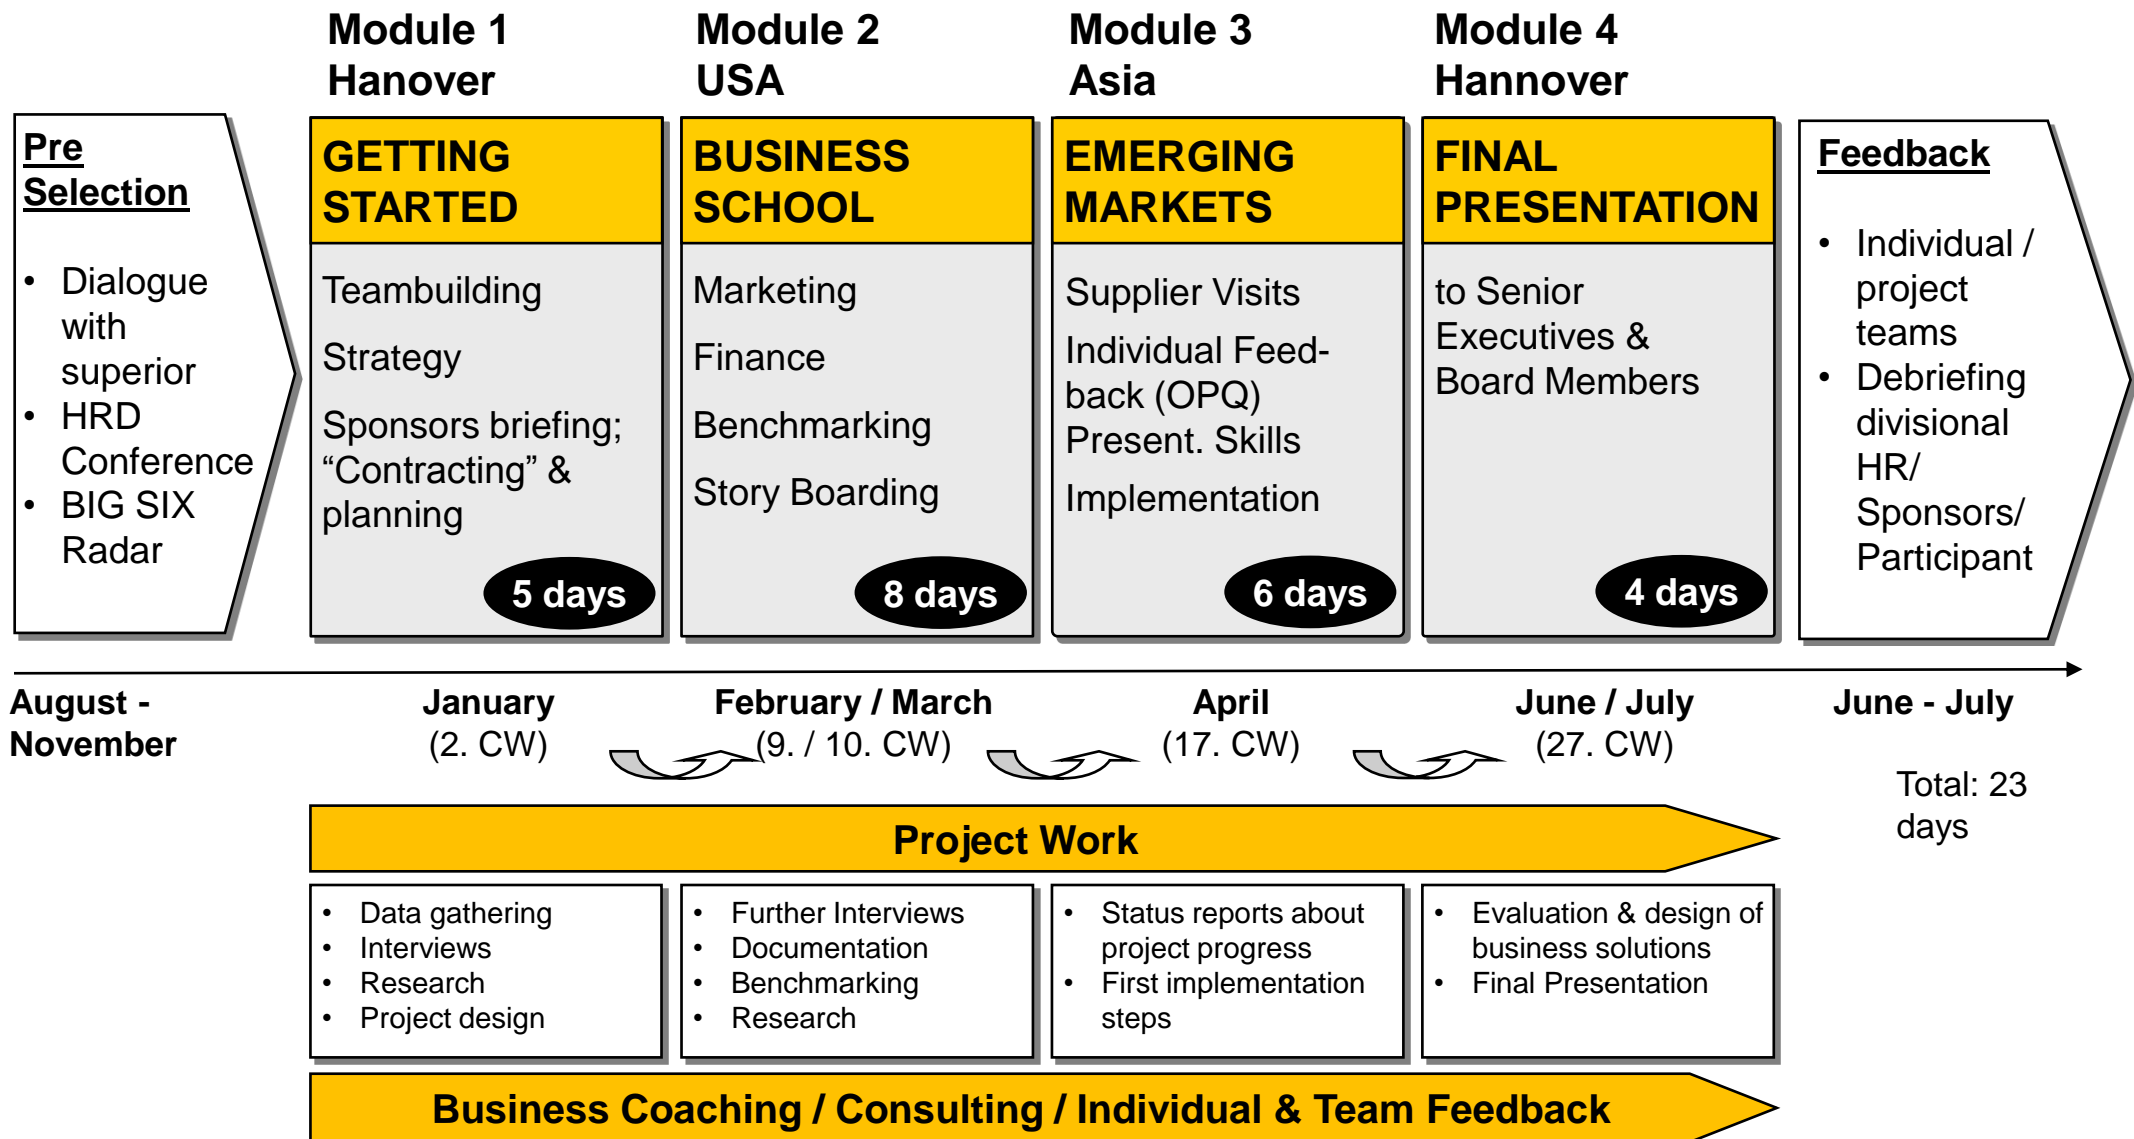 Module 1
Hanover
Module 2
USA
Module 3
Asia
Module 4
Hannover
Pre
Selection
• Dialogue
with
superior
• HRD
Conference
• BIG SIX
Radar
GETTING
STARTED
Teambuilding
Strategy
Sponsors briefing;
“Contracting” &
planning
5 days
BUSINESS
SCHOOL
Marketing
Finance
Benchmarking
Story Boarding
8 days
EMERGING
MARKETS
Supplier Visits
Individual Feed-
back (OPQ)
Present. Skills
Implementation
6 days
FINAL
PRESENTATION
to Senior
Executives &
Board Members
4 days
Feedback
• Individual /
project
teams
• Debriefing
divisional
HR/
Sponsors/
Participant
August -
November
January
(2. CW)
February / March
(9. / 10. CW)
April
(17. CW)
June / July
(27. CW)
June - July
Total: 23
days
Project Work
• Data gathering
• Interviews
• Research
• Project design
• Further Interviews
• Documentation
• Benchmarking
• Research
• Status reports about
project progress
• First implementation
steps
• Evaluation & design of
business solutions
• Final Presentation
Business Coaching / Consulting / Individual & Team Feedback